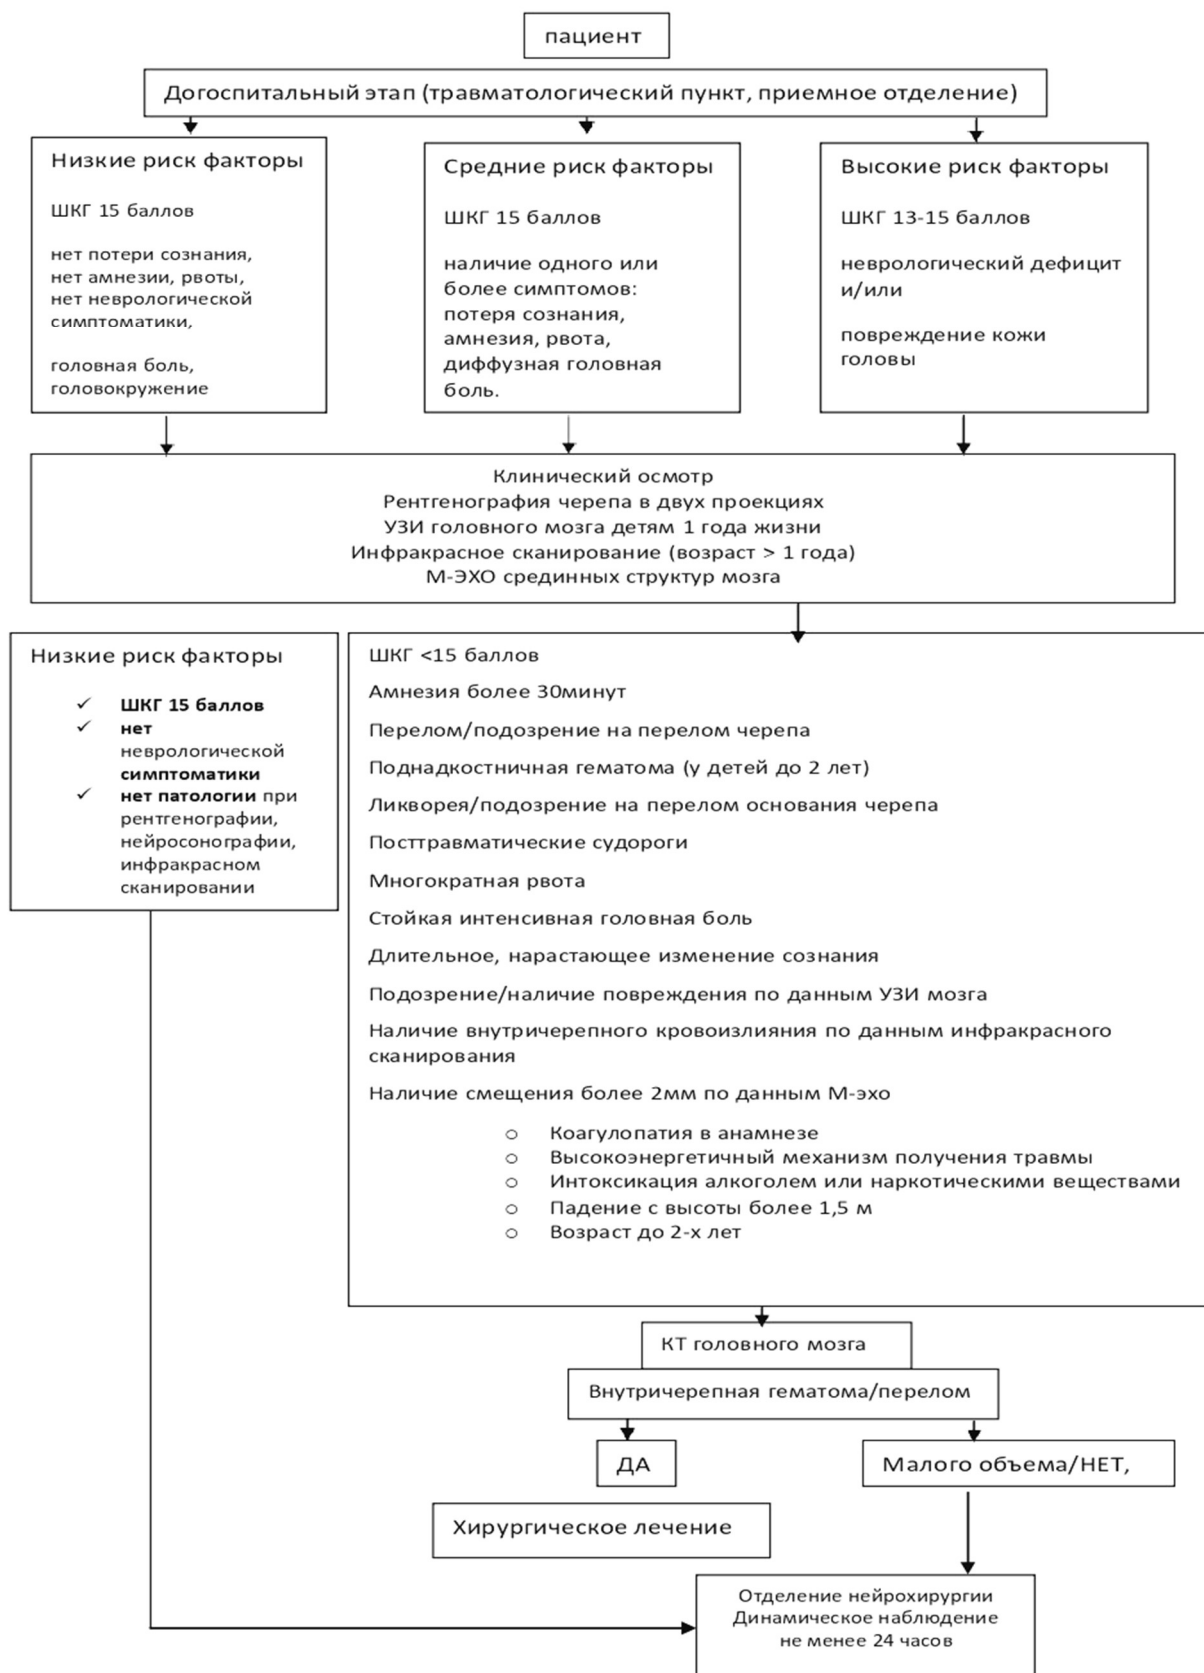 пациент
Догоспитальный этап (травматологический пункт, приемное отделение)
Низкие риск факторы
ШКГ 15 баллов
нет потери сознания,
нет амнезии, рвоты,
нет неврологической
симптоматики,
головная боль,
головокружение
Средние риск факторы
ШКГ 15 баллов
наличие одного или
более симптомов:
потеря сознания,
амнезия, рвота,
диффузная головная
боль.
Высокие риск факторы
ШКГ 13-15 баллов
неврологический дефицит
и/или
повреждение кожи
головы
Клинический осмотр
Рентгенография черепа в двух проекциях
УЗИ головного мозга детям 1 года жизни
Инфракрасное сканирование (возраст > 1 года)
М-ЭХО срединных структур мозга
Низкие риск факторы
✓ ШКГ 15 баллов
✓ нет
неврологической
симптоматики
✓ нет патологии при
рентгенографии,
нейросонографии,
инфракрасном
сканировании
ШКГ <15 баллов
Амнезия более 30минут
Перелом/подозрение на перелом черепа
Поднадкостничная гематома (у детей до 2 лет)
Ликворея/подозрение на перелом основания черепа
Посттравматические судороги
Многократная рвота
Стойкая интенсивная головная боль
Длительное, нарастающее изменение сознания
Подозрение/наличие повреждения по данным УЗИ мозга
Наличие внутричерепного кровоизлияния по данным инфракрасного
сканирования
Наличие смещения более 2мм по данным М-эхо
o Коагулопатия в анамнезе
o Высокоэнергетичный механизм получения травмы
o Интоксикация алкоголем или наркотическими веществами
o Падение с высоты более 1,5 м
o Возраст до 2-х лет
КТ головного мозга
Внутричерепная гематома/перелом
ДА
Малого объема/НЕТ,
Хирургическое лечение
Отделение нейрохирургии
Динамическое наблюдение
не менее 24 часов